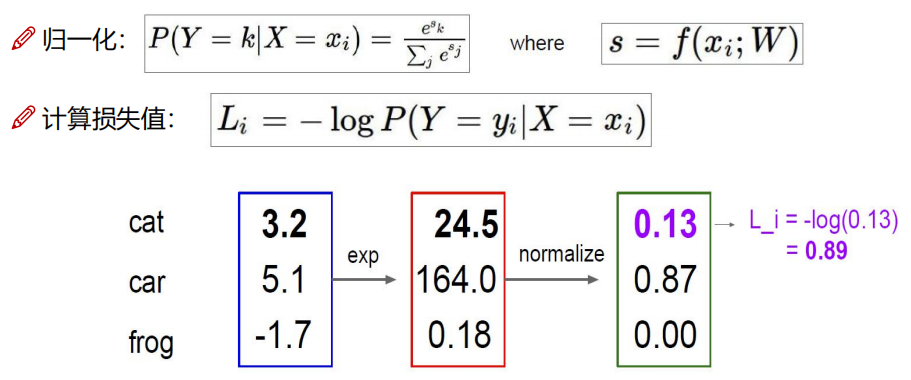 归一化： P(Y = k|X = x_i) = \frac{e^{s_k}}{\sum_j e^{s_j}} where s = f(x_i; W)
计算损失值： L_i = − log P(Y = y_i|X = x_i)
cat 3.2 24.5 0.13 → L_i = -log(0.13)
= 0.89
exp normalize
car 5.1 164.0 0.87
frog -1.7 0.18 0.00